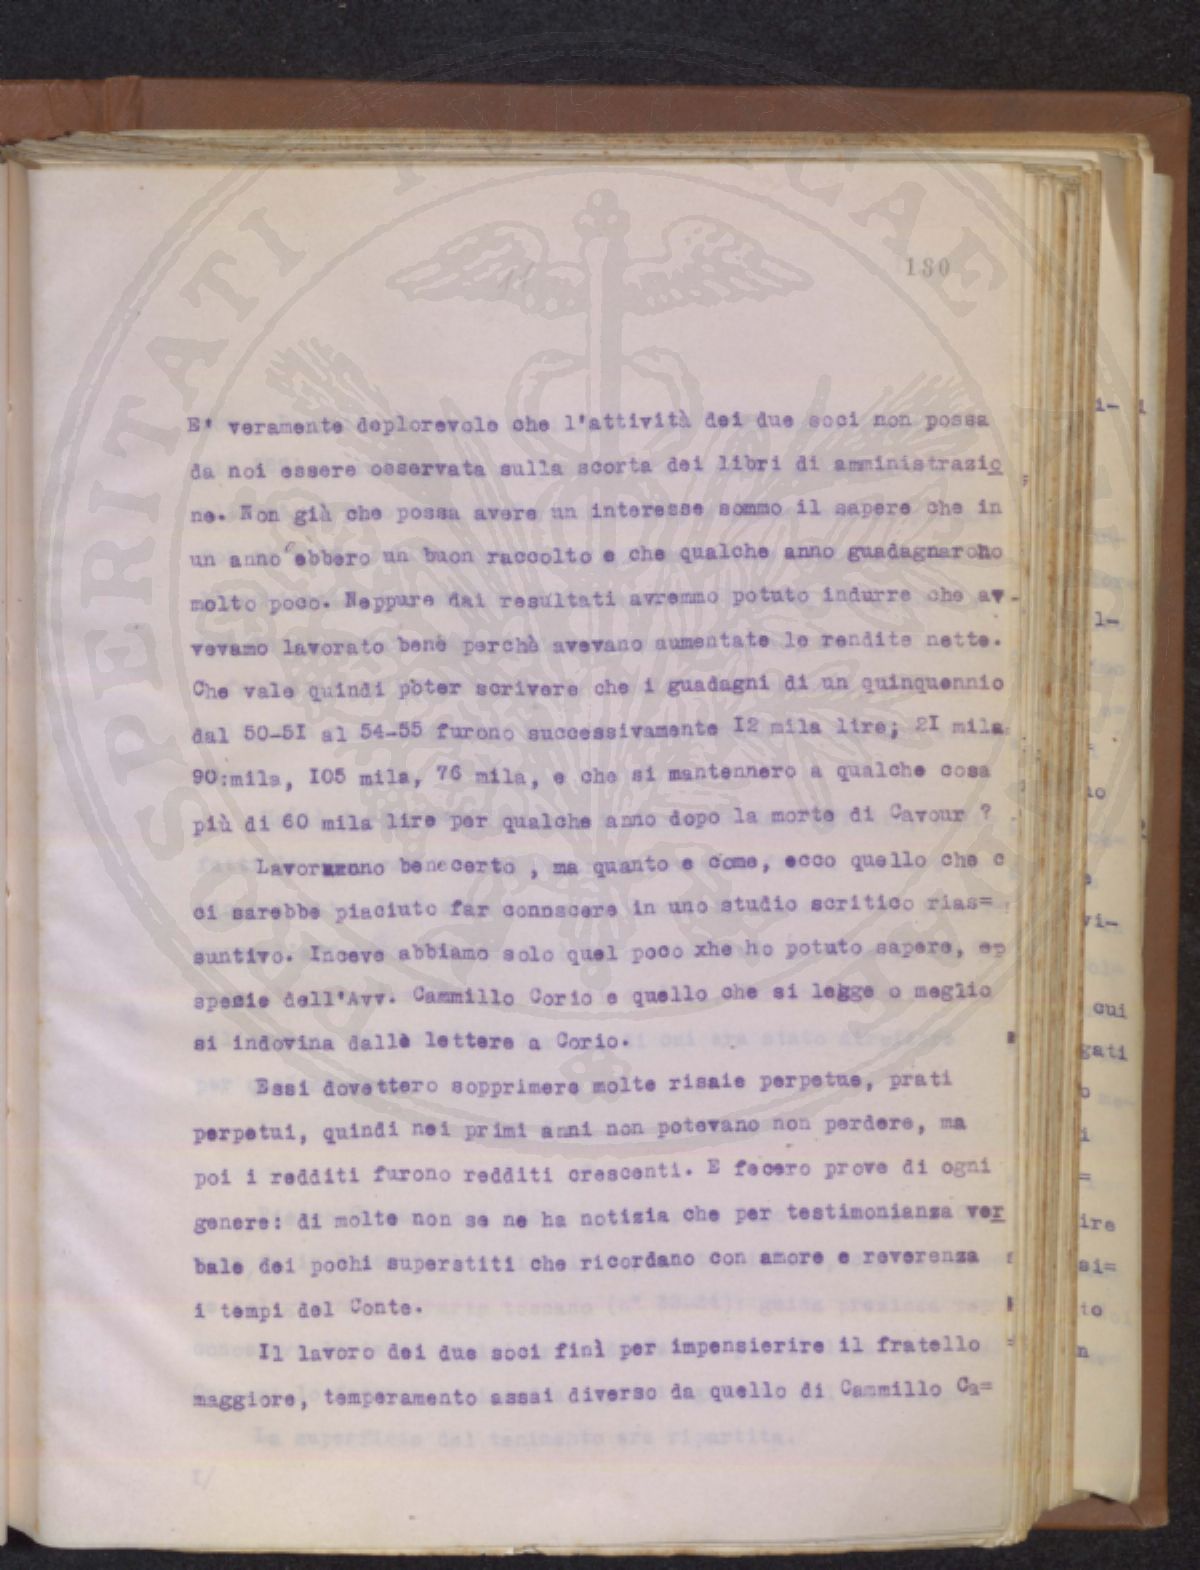 180
E' veramente deplorevole che l'attività dei due soci non possa
da noi essere osservata sulla scorta dei libri di amministrazio
ne. Non già che possa avere un interesse sommo il sapere che in
un anno ebbero un buon raccolto e che qualche anno guadagnarono
molto poco. Neppure dai resultati avremmo potuto indurre che av-
vevamo lavorato bene perchè avevano aumentate le rendite nette.
Che vale quindi poter scrivere che i guadagni di un quinquennio
dal 50-5I al 54-55 furono successivamente I2 mila lire; 2I mila
90:mila, I05 mila, 76 mila, e che si mantennero a qualche cosa
più di 60 mila lire per qualche anno dopo la morte di Cavour ?
Lavorarono benecerto , ma quanto e come, ecco quello che c
ci sarebbe piaciuto far conoscere in uno studio scritico rias=
suntivo. Inceve abbiamo solo quel poco xhe ho potuto sapere, es
spesie dell'Avv. Cammillo Corio e quello che si legge o meglio
si indovina dalle lettere a Corio.
Essi dovettero sopprimere molte risaie perpetue, prati
perpetui, quindi nei primi anni non potevano non perdere, ma
poi i redditi furono redditi crescenti. E fecero prove di ogni
genere: di molte non se ne ha notizia che per testimonianza ver
bale dei pochi superstiti che ricordano con amore e reverenza
i tempi del Conte.
Il lavoro dei due soci finì per impensierire il fratello
maggiore, temperamento assai diverso da quello di Cammillo Ca=